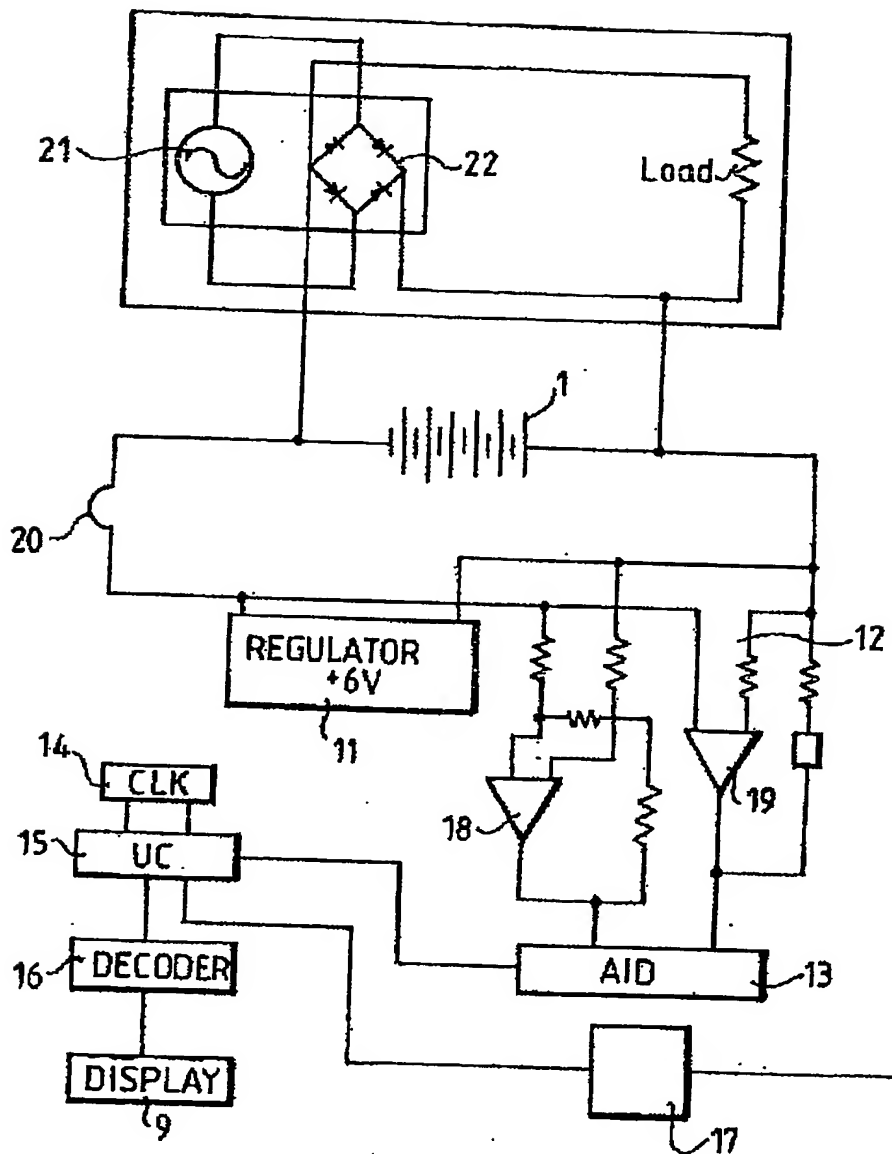 21
22
Load
1
20
REGULATOR
+6V
11
12
14
CLK
15
UC
18
19
16
DECODER
AID
13
DISPLAY
9
17